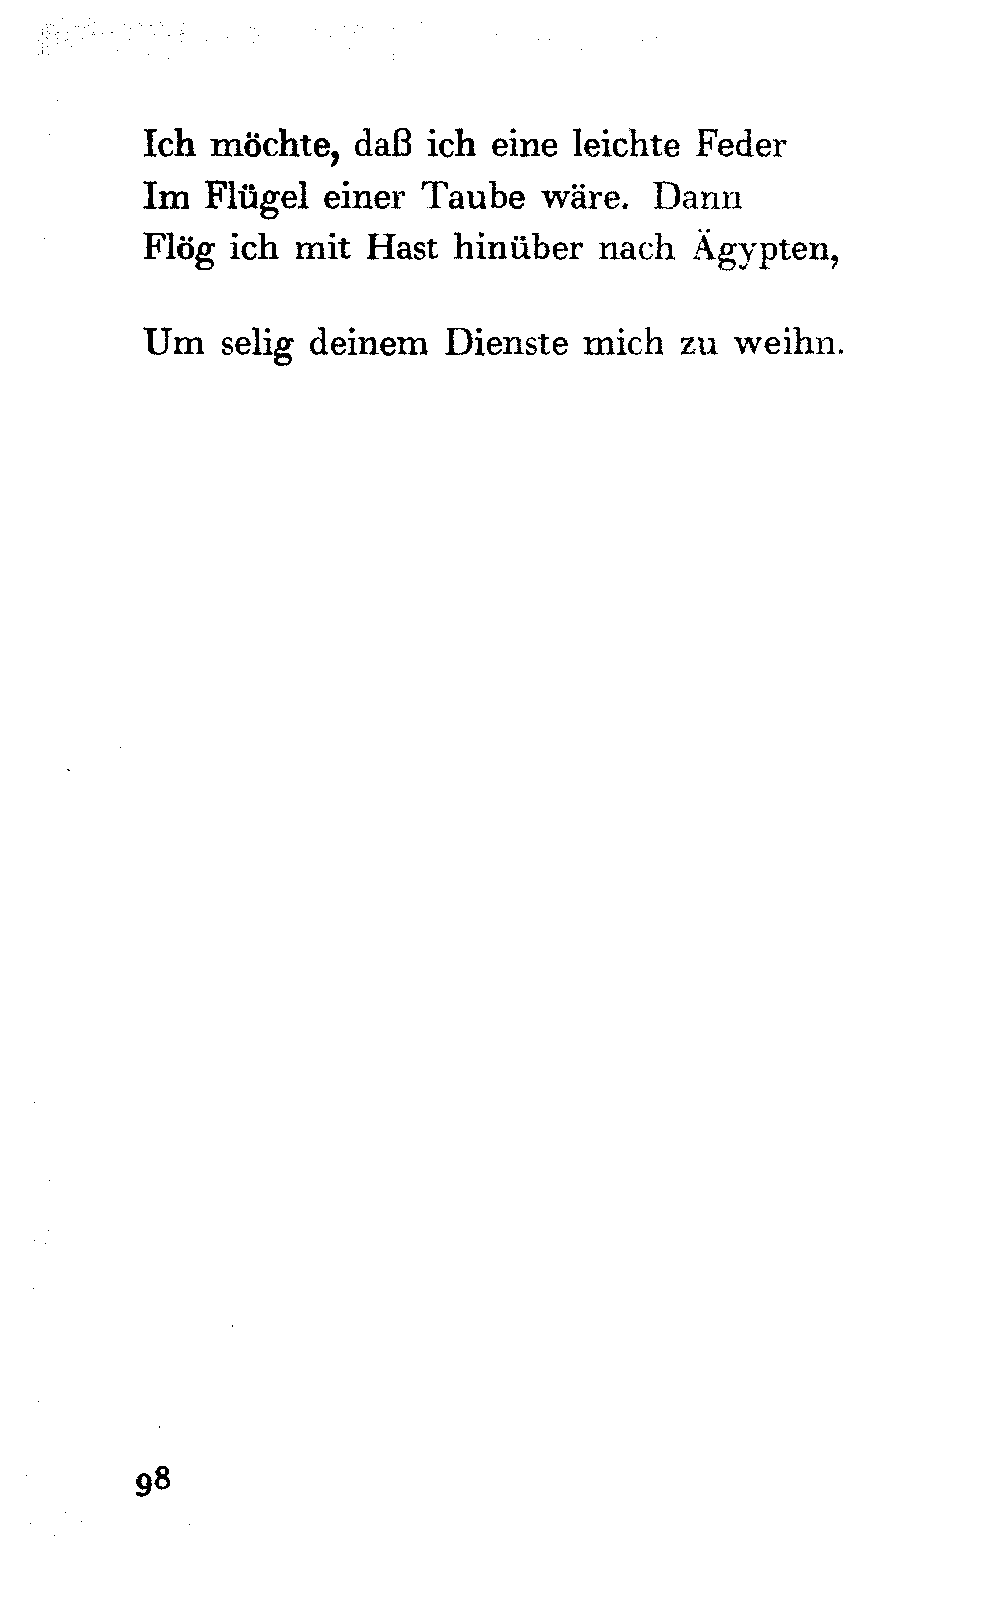 Ich möchte, daß ich eine leichte Feder
Im Flügel einer Taube wäre. Dann
Flög ich mit Hast hinüber nach Ägypten,
Um selig deinem Dienste mich zu weihn.
98